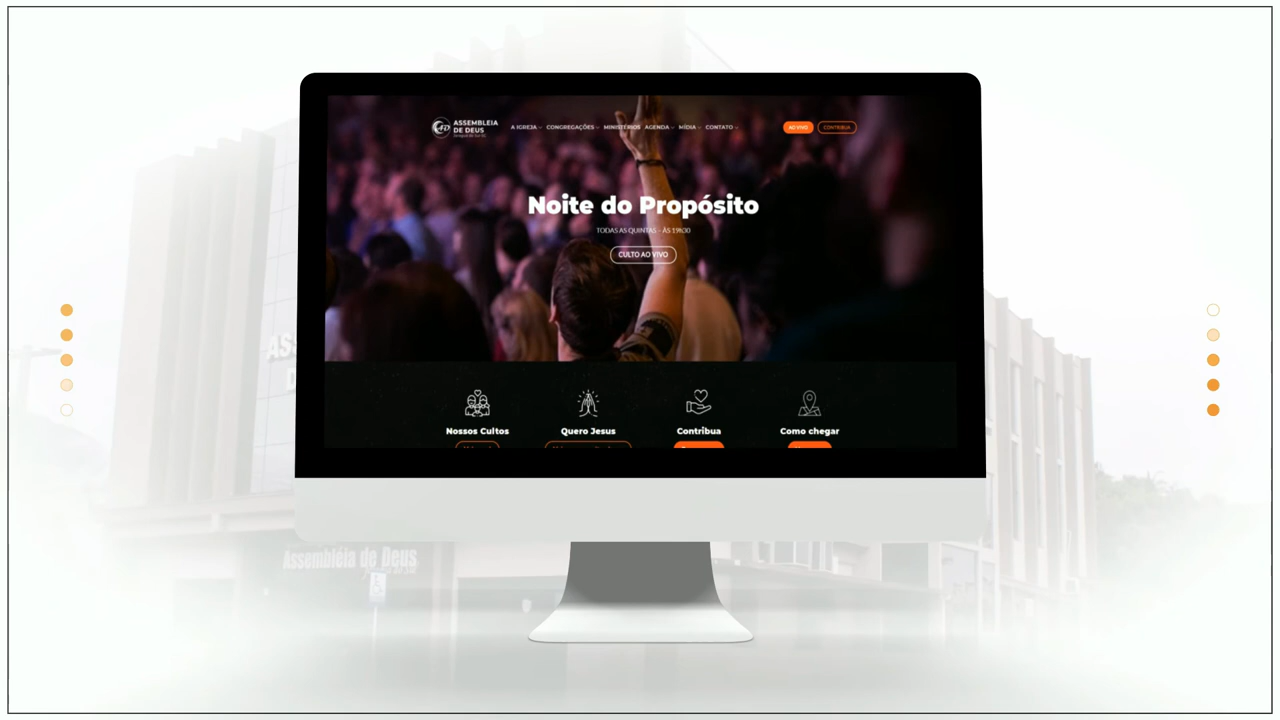 ASSEMBLEIA
DE DEUS
A IGREJA
CONGREGAÇÕES
MINISTÉRIOS
AGENDA
MÍDIA
CONTATO
AO VIVO
CONTRIBUA
Noite do Propósito
TODAS AS QUINTAS - ÀS 19h30
CULTO AO VIVO
Nossos Cultos
Quero Jesus
Contribua
Como chegar
AS
D
Assembléia de Deus